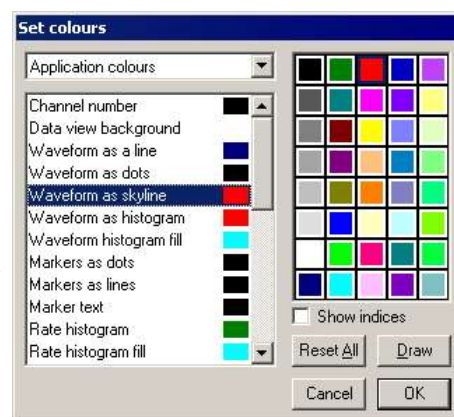 Set colours
Application colours
Channel number
Data view background
Waveform as a line
Waveform as dots
Waveform as skyline
Waveform as histogram
Waveform histogram fill
Markers as dots
Markers as lines
Marker text
Rate histogram
Rate histogram fill
Show indices
Reset All
Draw
Cancel
OK